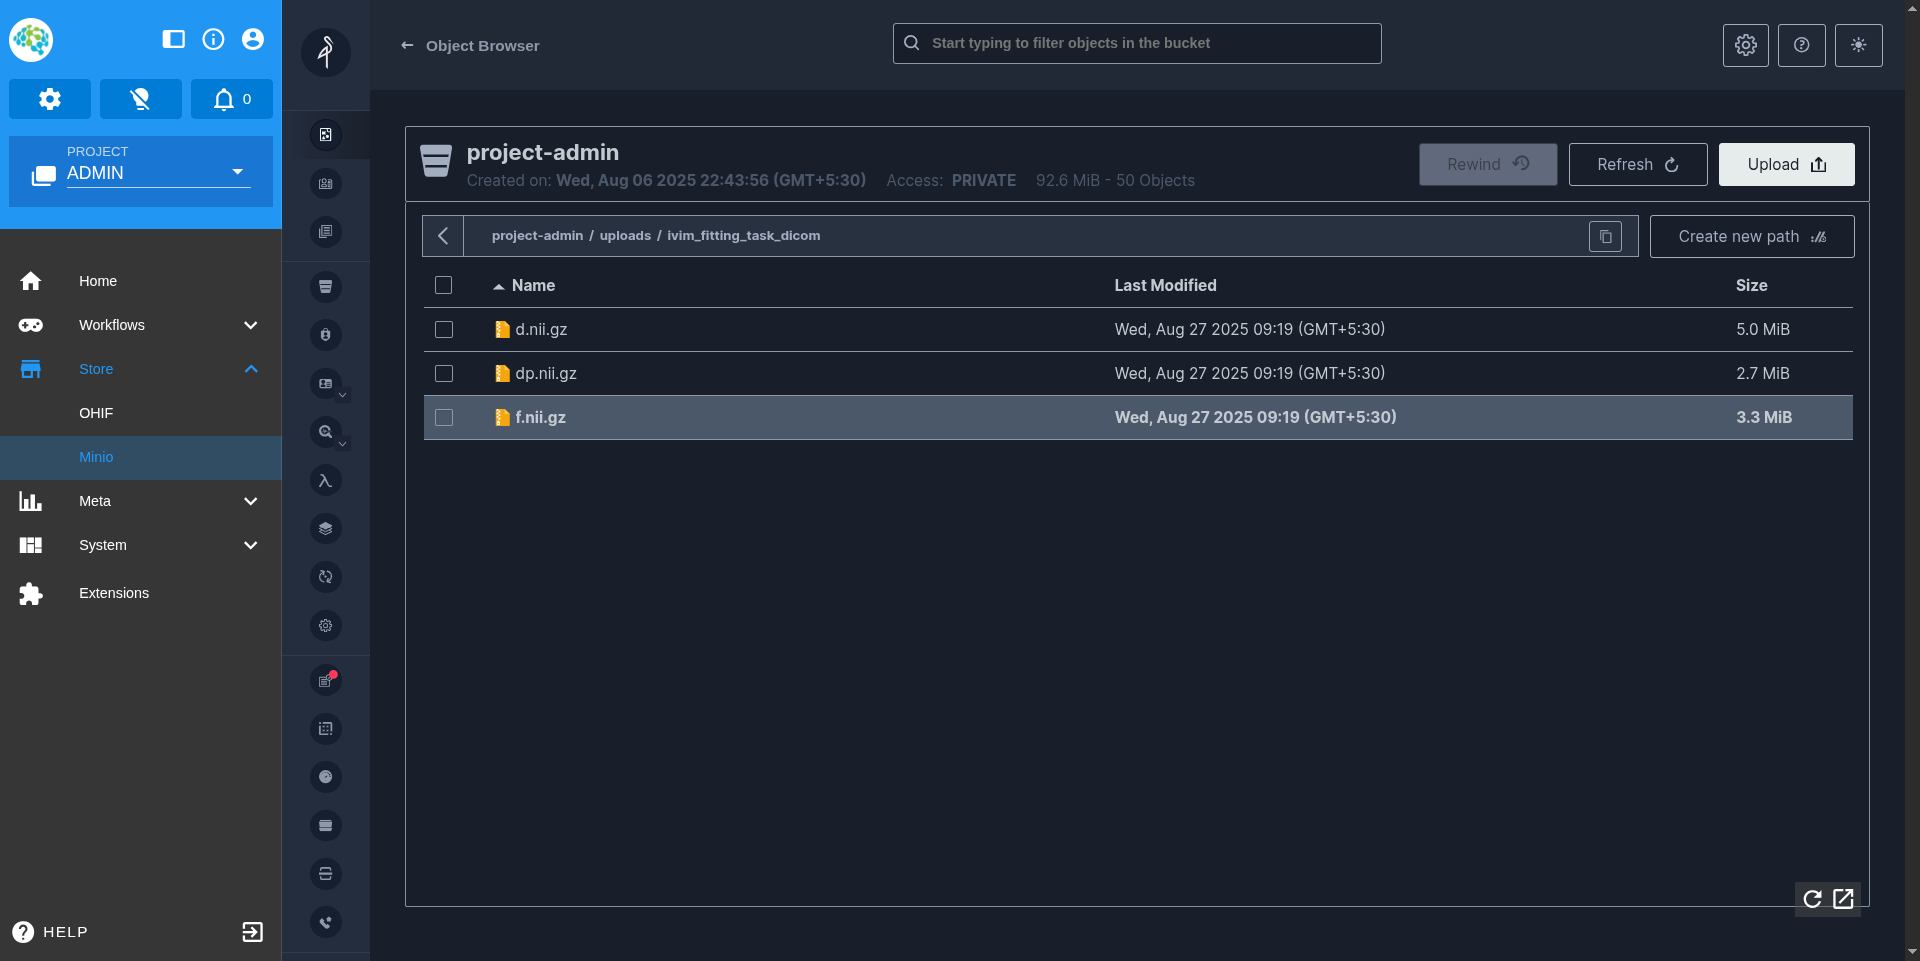 0
PROJECT
ADMIN
Home
Workflows
Store
OHIF
Minio
Meta
System
Extensions
HELP
Object Browser
Start typing to filter objects in the bucket
project-admin
Created on: Wed, Aug 06 2025 22:43:56 (GMT+5:30) Access: PRIVATE 92.6 MiB - 50 Objects
Rewind
Refresh
Upload
project-admin / uploads / ivim_fitting_task_dicom
Create new path
Name Last Modified Size
d.nii.gz Wed, Aug 27 2025 09:19 (GMT+5:30) 5.0 MiB
dp.nii.gz Wed, Aug 27 2025 09:19 (GMT+5:30) 2.7 MiB
f.nii.gz Wed, Aug 27 2025 09:19 (GMT+5:30) 3.3 MiB